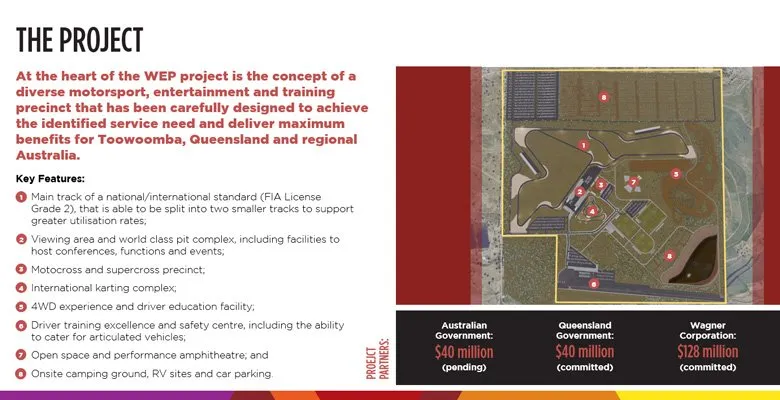 THE PROJECT
At the heart of the WEP project is the concept of a
diverse motorsport, entertainment and training
precinct that has been carefully designed to achieve
the identified service need and deliver maximum
benefits for Toowoomba, Queensland and regional
Australia.
Key Features:
1 Main track of a national/international standard (FIA License
Grade 2), that is able to be split into two smaller tracks to support
greater utilisation rates;
2 Viewing area and world class pit complex, including facilities to
host conferences, functions and events;
3 Motocross and supercross precinct;
4 International karting complex;
5 4WD experience and driver education facility;
6 Driver training excellence and safety centre, including the ability
to cater for articulated vehicles;
7 Open space and performance amphitheatre; and
8 Onsite camping ground, RV sites and car parking.
8
1
2
3
7
3
4
5
6
PROEJCT
PARTNERS:
Australian
Government:
$40 million
(pending)
Queensland
Government:
$40 million
(committed)
Wagner
Corporation:
$128 million
(committed)